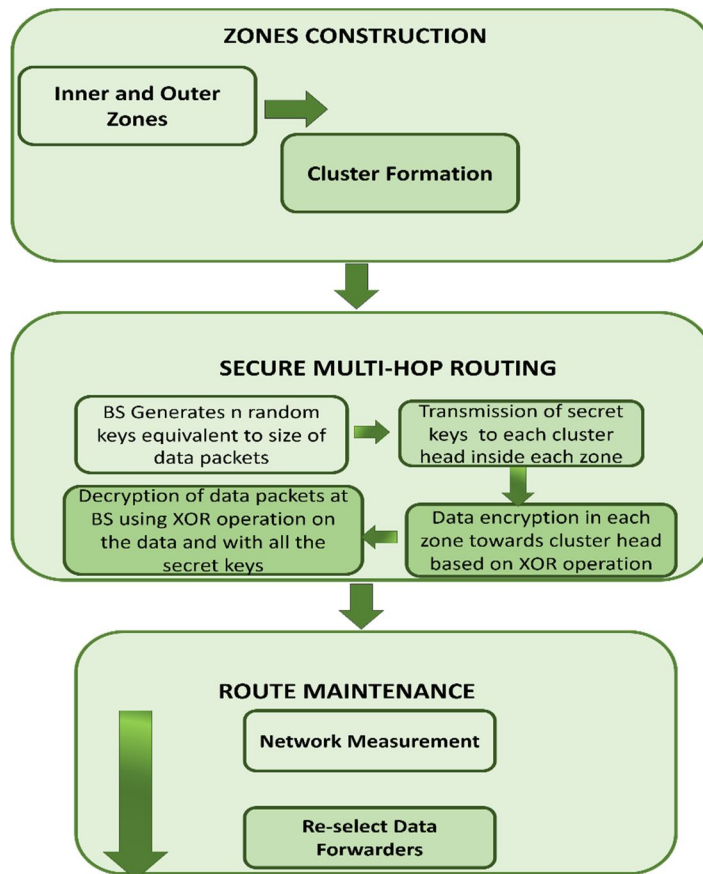 ZONES CONSTRUCTION
Inner and Outer
Zones
Cluster Formation
SECURE MULTI-HOP ROUTING
BS Generates n random
keys equivalent to size of
data packets
Transmission of secret
keys to each cluster
head inside each zone
Decryption of data packets at
BS using XOR operation on
the data and with all the
secret keys
Data encryption in each
zone towards cluster head
based on XOR operation
ROUTE MAINTENANCE
Network Measurement
Re-select Data
Forwarders